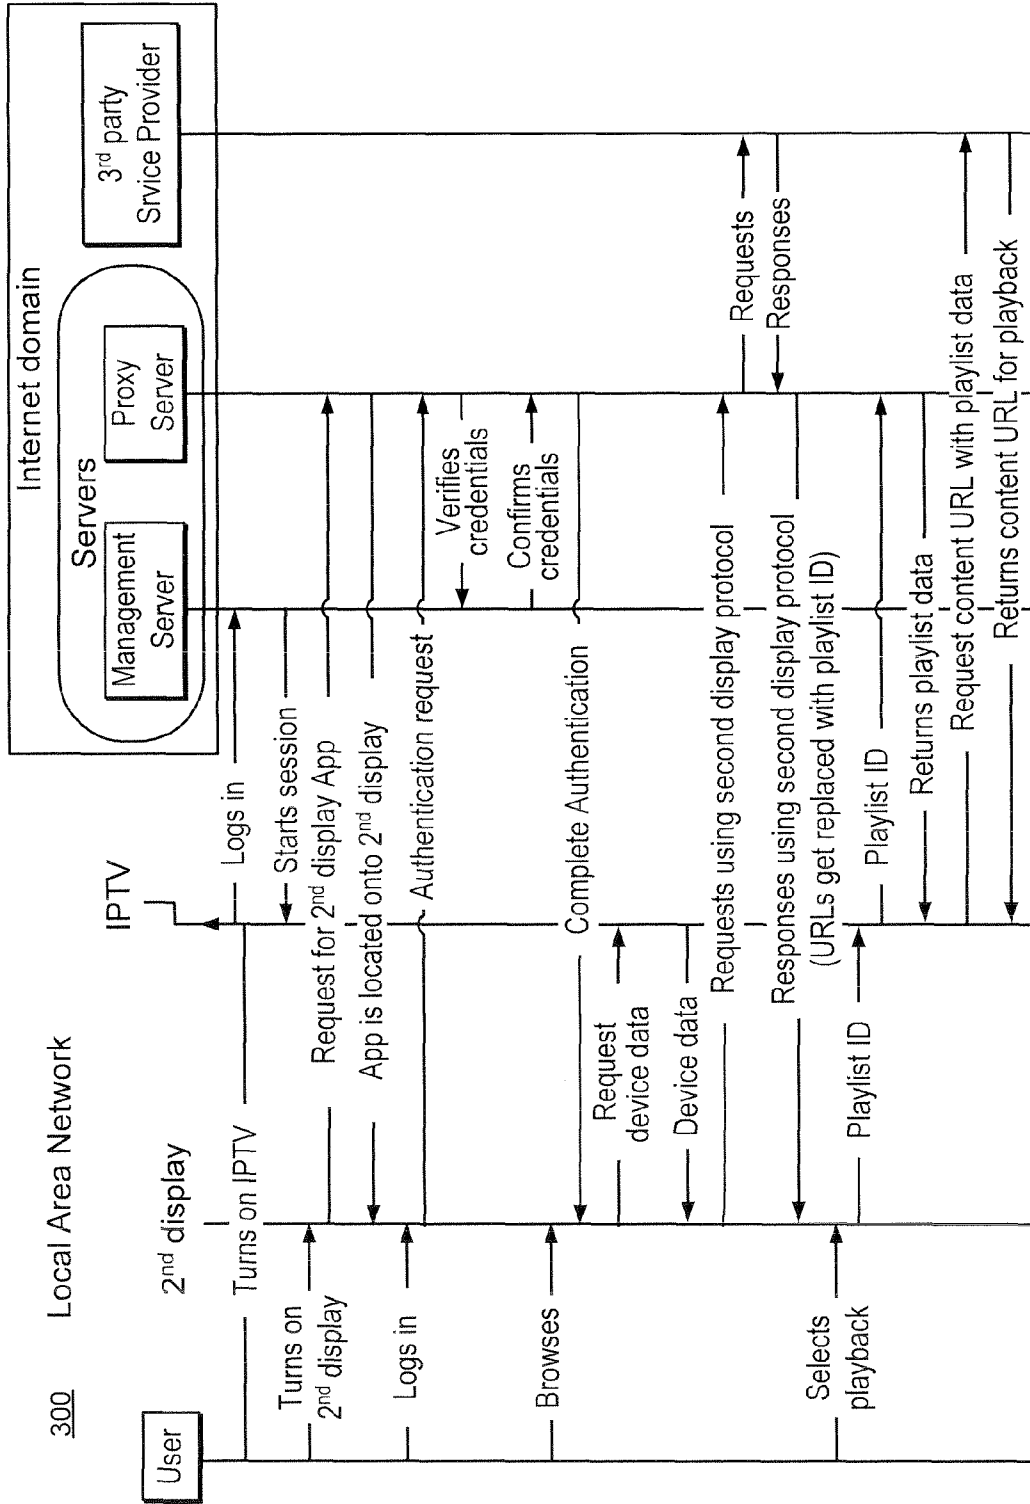 300
Local Area Network
Internet domain
Servers
User
2nd display
IPTV
Management
Server
Proxy
Server
3rd party
Srvice Provider
Turns on IPTV
Logs in
Starts session
Turns on
2nd display
Request for 2nd display App
App is located onto 2nd display
Logs in
Authentication request
Verifies
credentials
Confirms
credentials
Browses
Complete Authentication
Request
device data
Device data
Requests using second display protocol
Requests
Responses
Responses using second display protocol
(URLs get replaced with playlist ID)
Selects
playback
Playlist ID
Playlist ID
Returns playlist data
Request content URL with playlist data
Returns content URL for playback